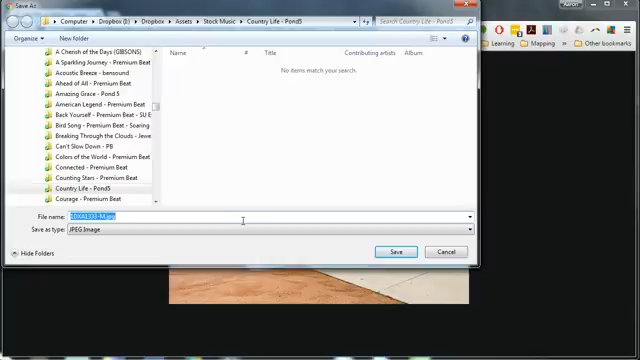 Save As
Aaron
Computer ▸ Dropbox (I:) ▸ Dropbox ▸ Assets ▸ Stock Music ▸ Country Life - Pond5
Search Country Life - Pond5
Organize
New folder
Learning
Mapping
Other bookmarks
Name
#
Title
Contributing artists
Album
No items match your search.
A Cherish of the Days (GIBSONS)
A Sparkling Journey - Premium Beat
Acoustic Breeze - bensound
Ahead of All - Premium Beat
Amazing Grace - Pond 5
American Legend - Premium Beat
Back Yourself - Premium Beat - SU E
Bird Song - Premium Beat - Soaring
Breaking Through the Clouds - Jewe
Can't Slow Down - PB
Colors of the World - Premium Beat
Connected - Premium Beat
Counting Stars - Premium Beat
Country Life - Pond5
Courage - Premium Beat
File name:
Save as type: JPEG Image
Hide Folders
Save
Cancel